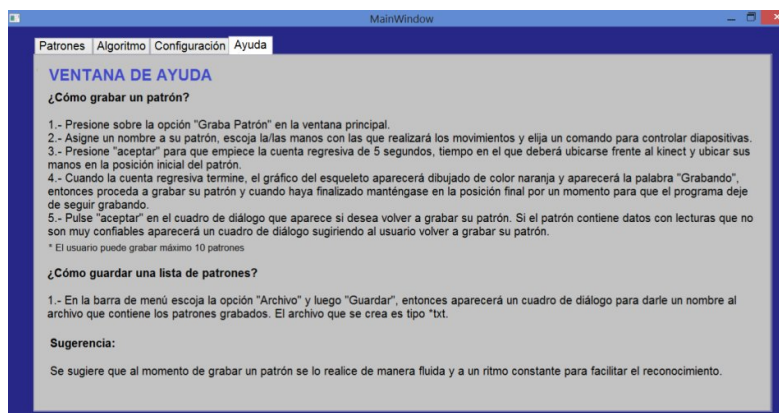 MainWindow
Patrones Algoritmo Configuración Ayuda
VENTANA DE AYUDA
¿Cómo grabar un patrón?
1.- Presione sobre la opción "Graba Patrón" en la ventana principal.
2.- Asigne un nombre a su patrón, escoja la/las manos con las que realizará los movimientos y elija un comando para controlar diapositivas.
3.- Presione "aceptar" para que empiece la cuenta regresiva de 5 segundos, tiempo en el que deberá ubicarse frente al kinect y ubicar sus
manos en la posición inicial del patrón.
4.- Cuando la cuenta regresiva termine, el gráfico del esqueleto aparecerá dibujado de color naranja y aparecerá la palabra "Grabando",
entonces proceda a grabar su patrón y cuando haya finalizado manténgase en la posición final por un momento para que el programa deje
de seguir grabando.
5.- Pulse "aceptar" en el cuadro de diálogo que aparece si desea volver a grabar su patrón. Si el patrón contiene datos con lecturas que no
son muy confiables aparecerá un cuadro de diálogo sugiriendo al usuario volver a grabar su patrón.
* El usuario puede grabar máximo 10 patrones
¿Cómo guardar una lista de patrones?
1.- En la barra de menú escoja la opción "Archivo" y luego "Guardar", entonces aparecerá un cuadro de diálogo para darle un nombre al
archivo que contiene los patrones grabados. El archivo que se crea es tipo *txt.
Sugerencia:
Se sugiere que al momento de grabar un patrón se lo realice de manera fluida y a un ritmo constante para facilitar el reconocimiento.